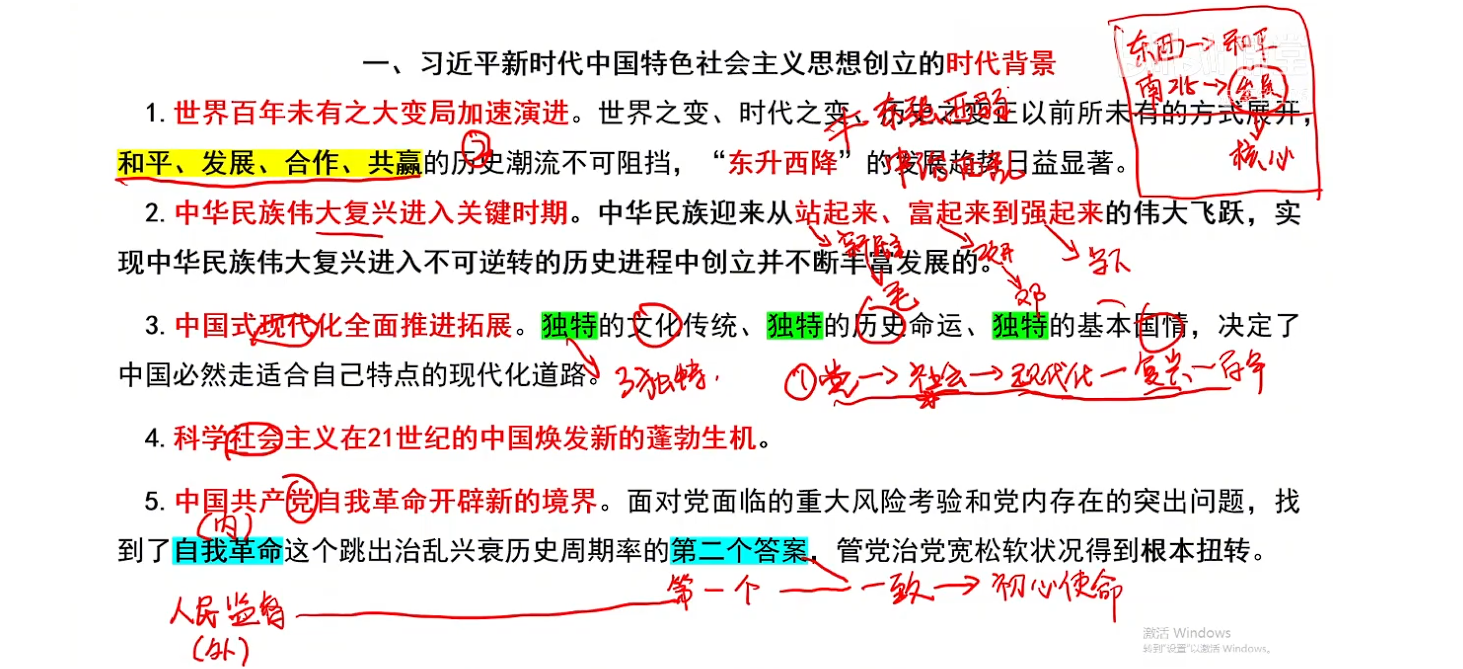 一、习近平新时代中国特色社会主义思想创立的时代背景
东西→和平
南北→发展
核心
1. 世界百年未有之大变局加速演进。世界之变、时代之变、历史之变正以前所未有的方式展开，
东强西弱
②
和平、发展、合作、共赢的历史潮流不可阻挡，“东升西降”的发展趋势日益显著。
2. 中华民族伟大复兴进入关键时期。中华民族迎来从站起来、富起来到强起来的伟大飞跃，实
现中华民族伟大复兴进入不可逆转的历史进程中创立并不断丰富发展的。
毛
邓
3. 中国式现代化全面推进拓展。独特的文化传统、独特的历史命运、独特的基本国情，决定了
中国必然走适合自己特点的现代化道路。
3独特.
①党→社会→现代化一复兴一百年
4. 科学社会主义在21世纪的中国焕发新的蓬勃生机。
5. 中国共产党自我革命开辟新的境界。面对党面临的重大风险考验和党内存在的突出问题，找
(内)
到了自我革命这个跳出治乱兴衰历史周期率的第二个答案，管党治党宽松软状况得到根本扭转。
人民监督——第一个——一致→初心使命
(外)
激活 Windows
转到“设置”以激活 Windows。